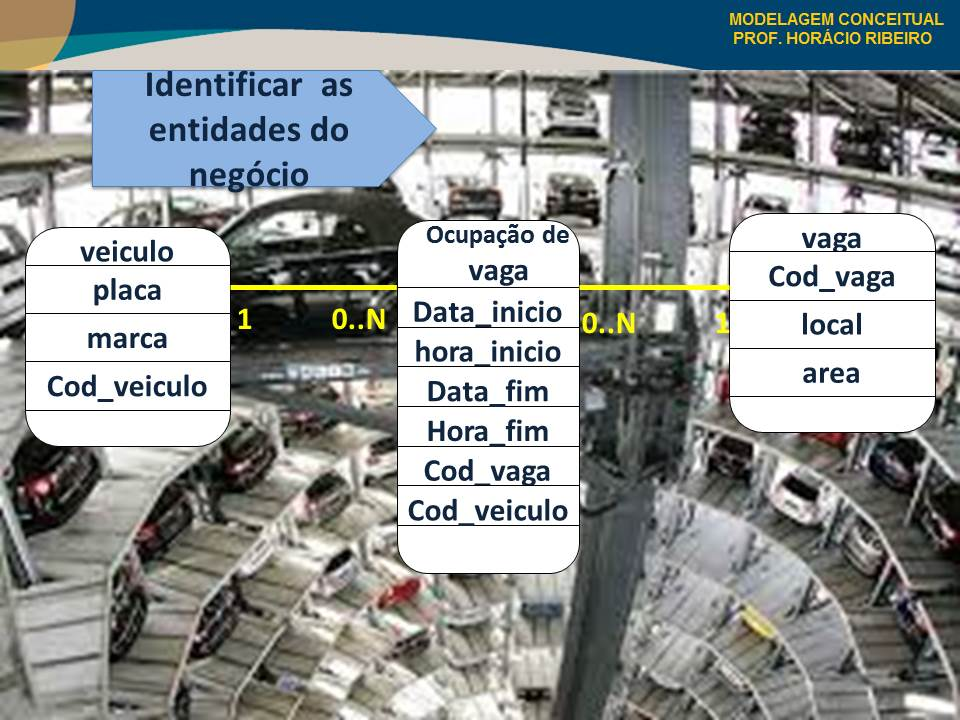 MODELAGEM CONCEITUAL
PROF. HORÁCIO RIBEIRO
Identificar as
entidades do
negócio
veiculo
placa
marca
Cod_veiculo
1
0..N
Ocupação de
vaga
Data_inicio
hora_inicio
Data_fim
Hora_fim
Cod_vaga
Cod_veiculo
0..N
1
vaga
Cod_vaga
local
area